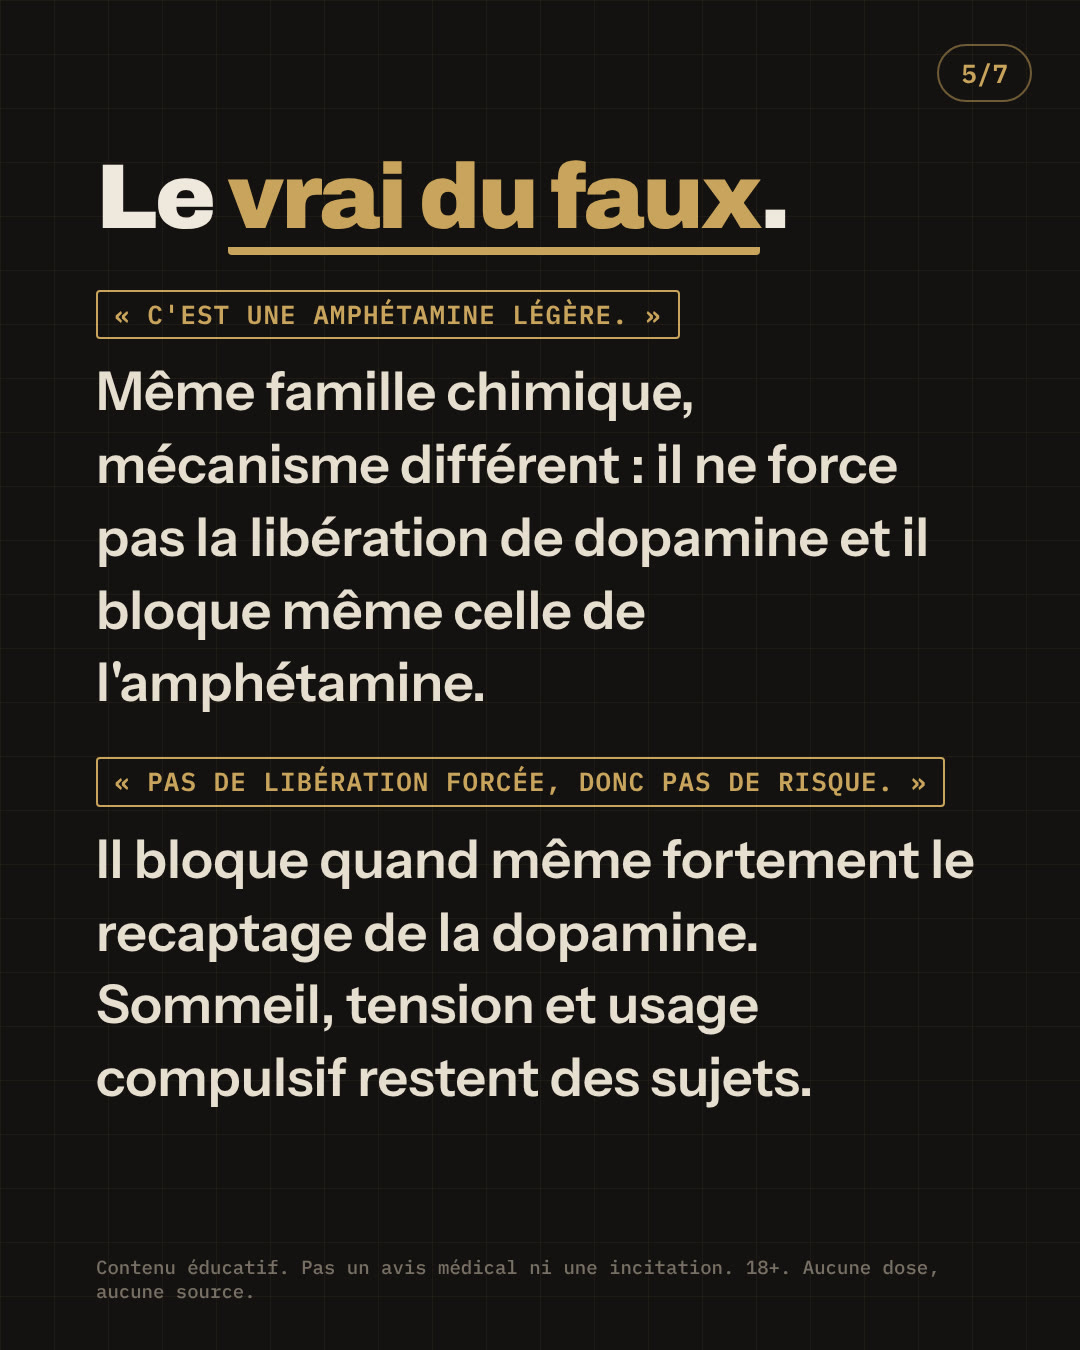 5/7
Le vrai du faux.
« C'EST UNE AMPHÉTAMINE LÉGÈRE. »
Même famille chimique,
mécanisme différent : il ne force
pas la libération de dopamine et il
bloque même celle de
l'amphétamine.
« PAS DE LIBÉRATION FORCÉE, DONC PAS DE RISQUE. »
Il bloque quand même fortement le
recaptage de la dopamine.
Sommeil, tension et usage
compulsif restent des sujets.
Contenu éducatif. Pas un avis médical ni une incitation. 18+. Aucune dose,
aucune source.